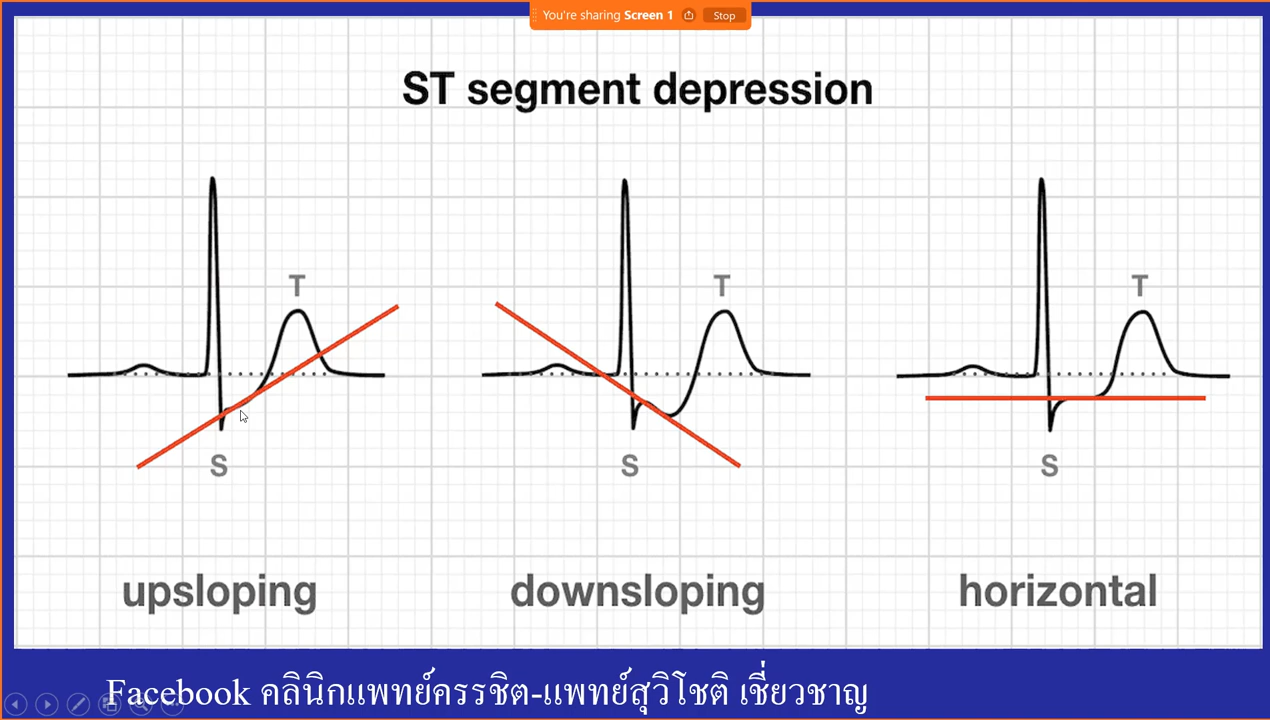 You're sharing Screen 1 Stop
ST segment depression
T T T
S S S
upsloping downsloping horizontal
Facebook คลินิกแพทย์ครรชิต-แพทย์สุวิโชติ เชี่ยวชาญ